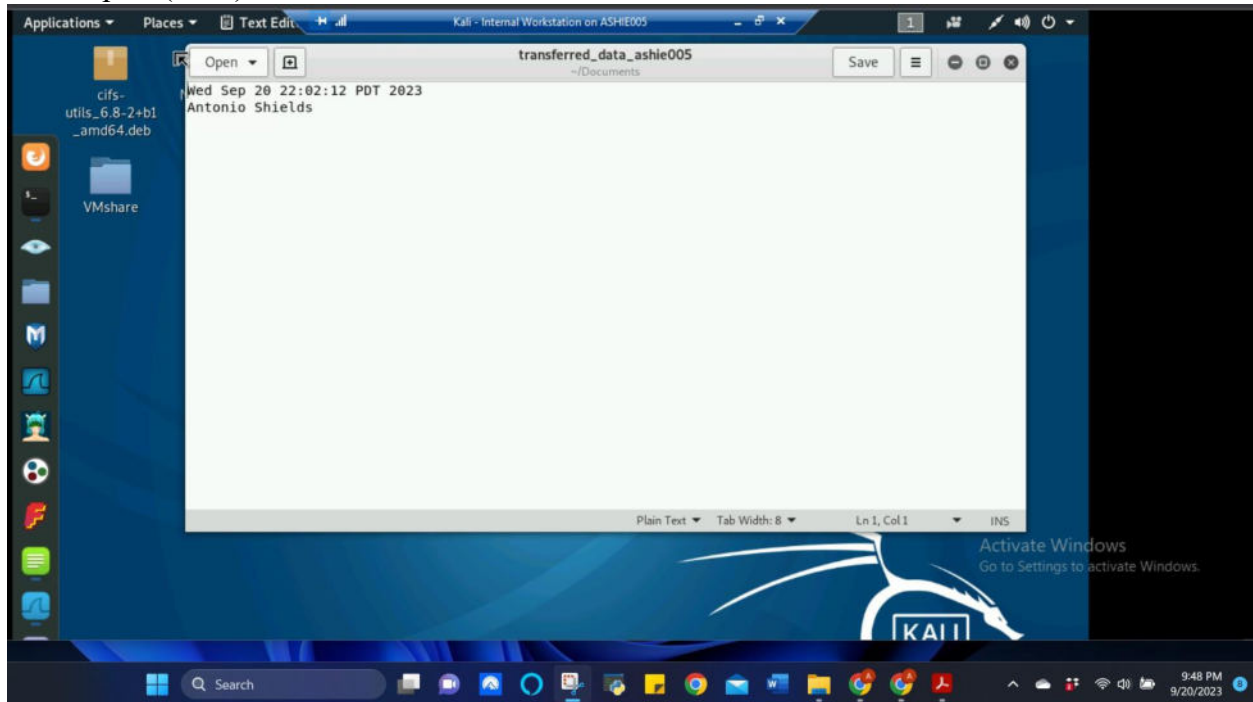 Applications Places Text Edit Kali - Internal Workstation on ASHIE005 1
Open transferred_data_ashie005 Save
~/Documents
Wed Sep 20 22:02:12 PDT 2023
Antonio Shields
cifs-
utils_6.8-2+b1
_amd64.deb
VMshare
Plain Text Tab Width: 8 Ln 1, Col 1 INS
Activate Windows
Go to Settings to activate Windows.
KALI
Search
9:48 PM
9/20/2023
8